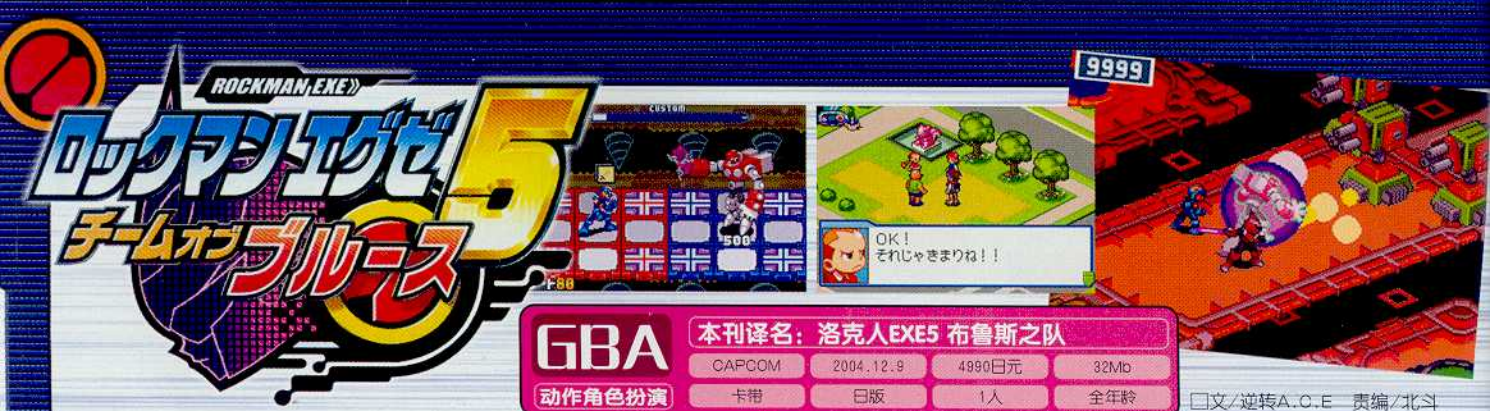 ROCKMAN EXE》
ロックマン エグゼ 5
チームオブ
ブルース
CUSTOM
500
80
OK!
それじゃきまりね!!
9999
GBA
动作角色扮演
本刊译名：洛克人EXE5 布鲁斯之队
CAPCOM
2004.12.9
4990日元
32Mb
卡带
日版
1人
全年龄
□文/逆转A.C.E 责编/北斗